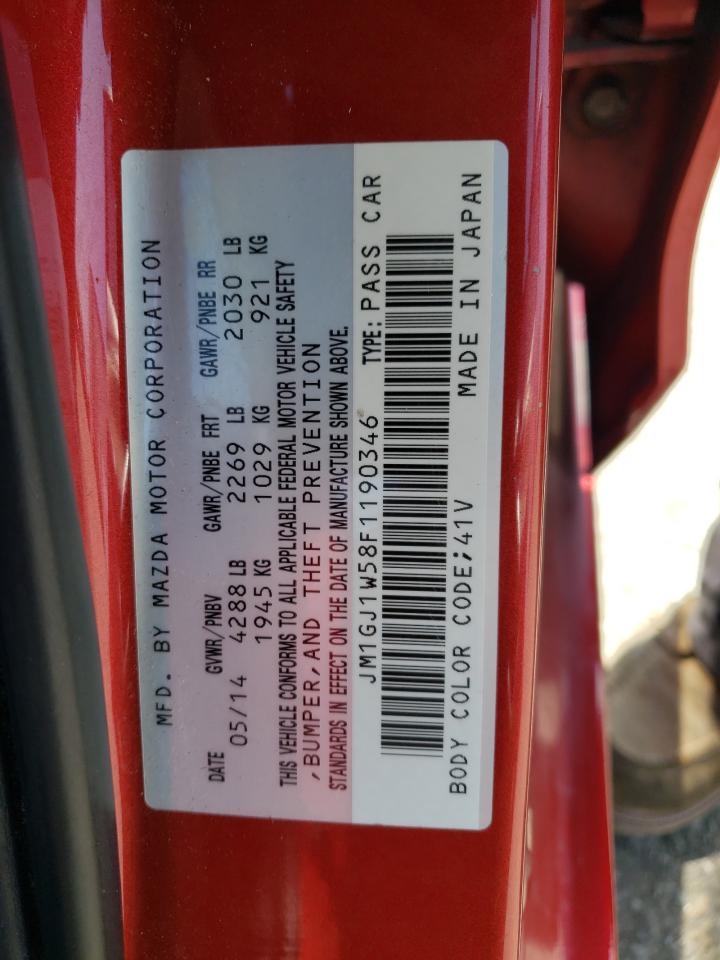 MFD. BY MAZDA MOTOR CORPORATION
DATE GVWR/PNBV GAWR/PNBE FRT GAWR/PNBE RR
05/14 4288 LB 2269 LB 2030 LB
1945 KG 1029 KG 921 KG
THIS VEHICLE CONFORMS TO ALL APPLICABLE FEDERAL MOTOR VEHICLE SAFETY
,BUMPER,AND THEFT PREVENTION
STANDARDS IN EFFECT ON THE DATE OF MANUFACTURE SHOWN ABOVE.
JM1GJ1W58F1190346 TYPE: PASS CAR
BODY COLOR CODE;41V MADE IN JAPAN